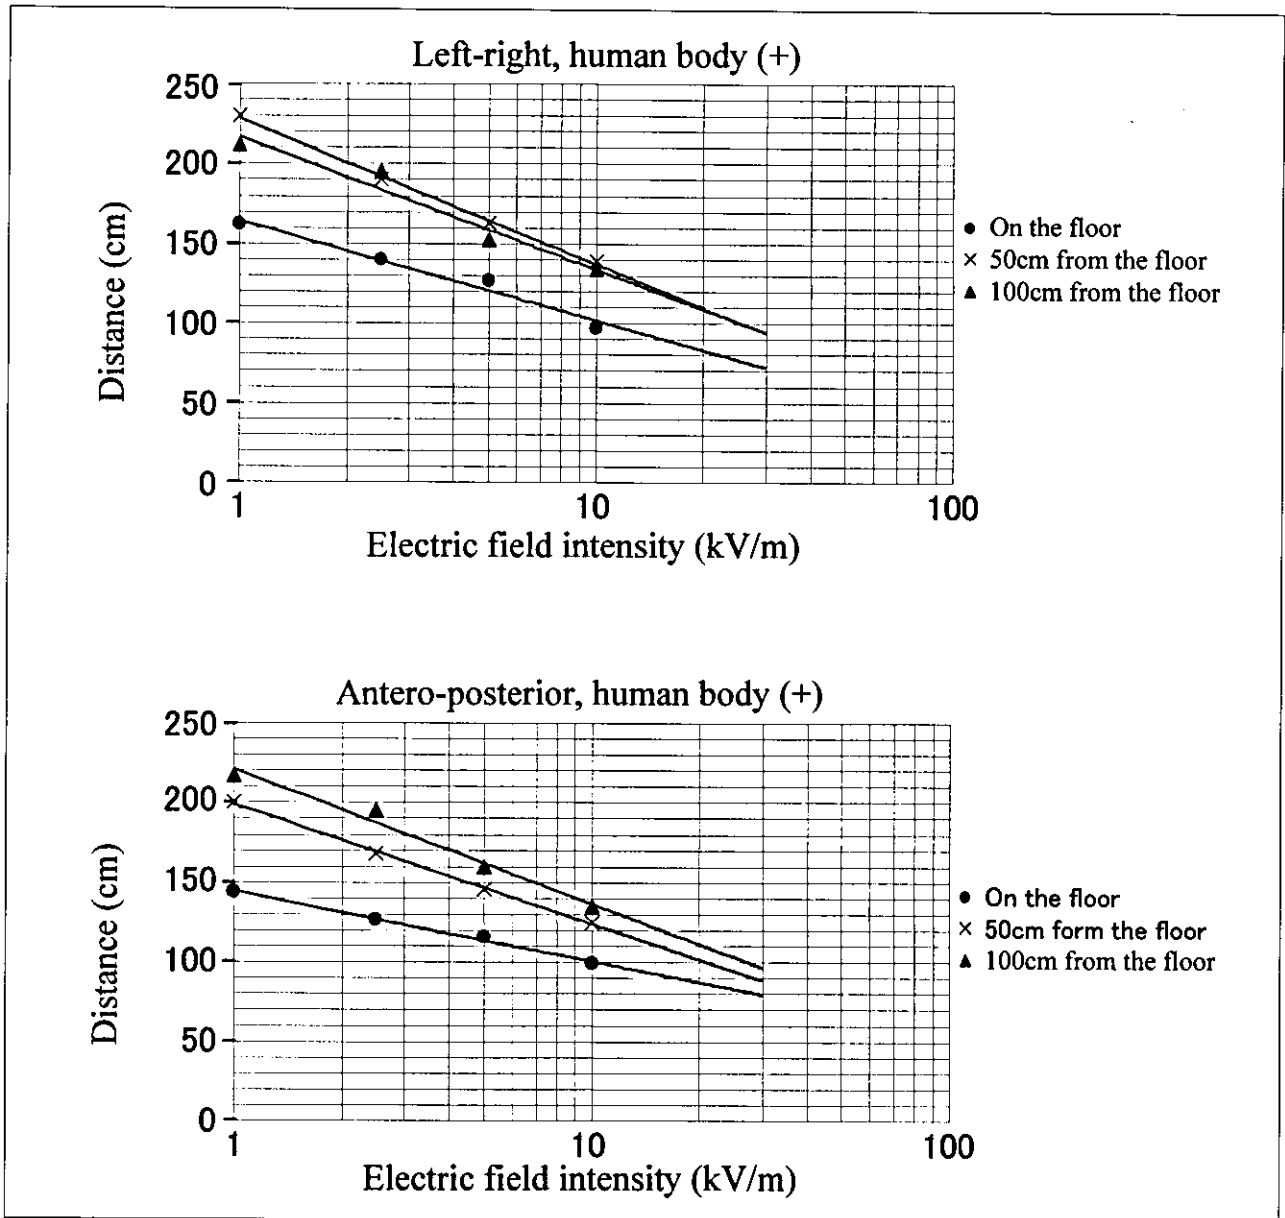 Left-right, human body (+)
250
200
150
100
50
0
Distance (cm)
1
10
100
Electric field intensity (kV/m)
● On the floor
× 50cm from the floor
▲ 100cm from the floor
Antero-posterior, human body (+)
250
200
150
100
50
0
Distance (cm)
1
10
100
Electric field intensity (kV/m)
● On the floor
× 50cm form the floor
▲ 100cm from the floor